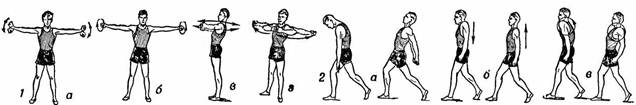 1 а б в г 2 а б в